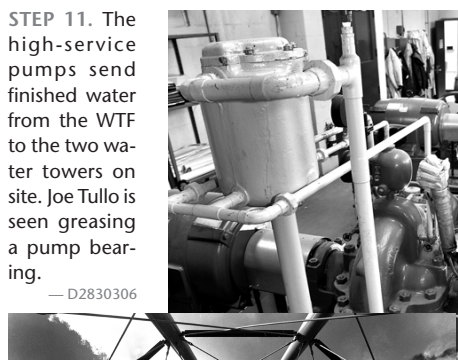 STEP 11. The
high-service
pumps send
finished water
from the WTF
to the two wa-
ter towers on
site. Joe Tullo is
seen greasing
a pump bear-
ing.
— D2830306